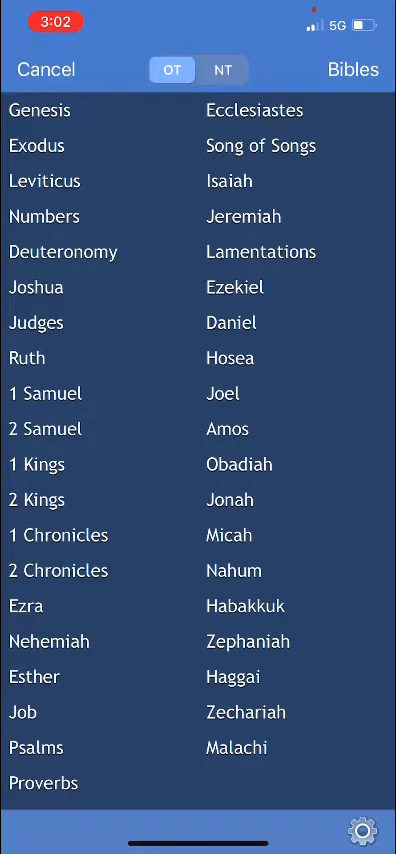 3:02
5G
Cancel
OT
NT
Bibles
Genesis
Exodus
Leviticus
Numbers
Deuteronomy
Joshua
Judges
Ruth
1 Samuel
2 Samuel
1 Kings
2 Kings
1 Chronicles
2 Chronicles
Ezra
Nehemiah
Esther
Job
Psalms
Proverbs
Ecclesiastes
Song of Songs
Isaiah
Jeremiah
Lamentations
Ezekiel
Daniel
Hosea
Joel
Amos
Obadiah
Jonah
Micah
Nahum
Habakkuk
Zephaniah
Haggai
Zechariah
Malachi